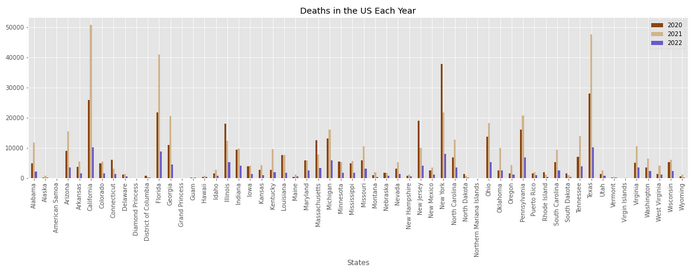 Deaths in the US Each Year
2020
2021
2022
50000
40000
30000
20000
10000
0
Alabama
Alaska
American Samoa
Arizona
Arkansas
California
Colorado
Connecticut
Delaware
Diamond Princess
District of Columbia
Florida
Georgia
Grand Princess
Guam
Hawaii
Idaho
Illinois
Indiana
Iowa
Kansas
Kentucky
Louisiana
Maine
Maryland
Massachusetts
Michigan
Minnesota
Mississippi
Missouri
Montana
Nebraska
Nevada
New Hampshire
New Jersey
New Mexico
New York
North Carolina
North Dakota
Northern Mariana Islands
Ohio
Oklahoma
Oregon
Pennsylvania
Puerto Rico
Rhode Island
South Carolina
South Dakota
Tennessee
Texas
Utah
Vermont
Virgin Islands
Virginia
Washington
West Virginia
Wisconsin
Wyoming
States